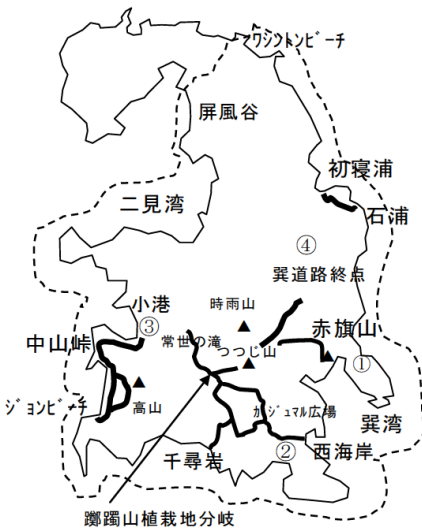 ワシントンビーチ
屏風谷
初寝浦
石浦
二見湾
④
巽道路終点
小港
時雨山
赤旗山
③
中山峠
常世の滝
つつじ山
①
ジョンビーチ
高山
ガジュマル広場
巽湾
千尋岩
②
西海岸
躑躅山植栽地分岐